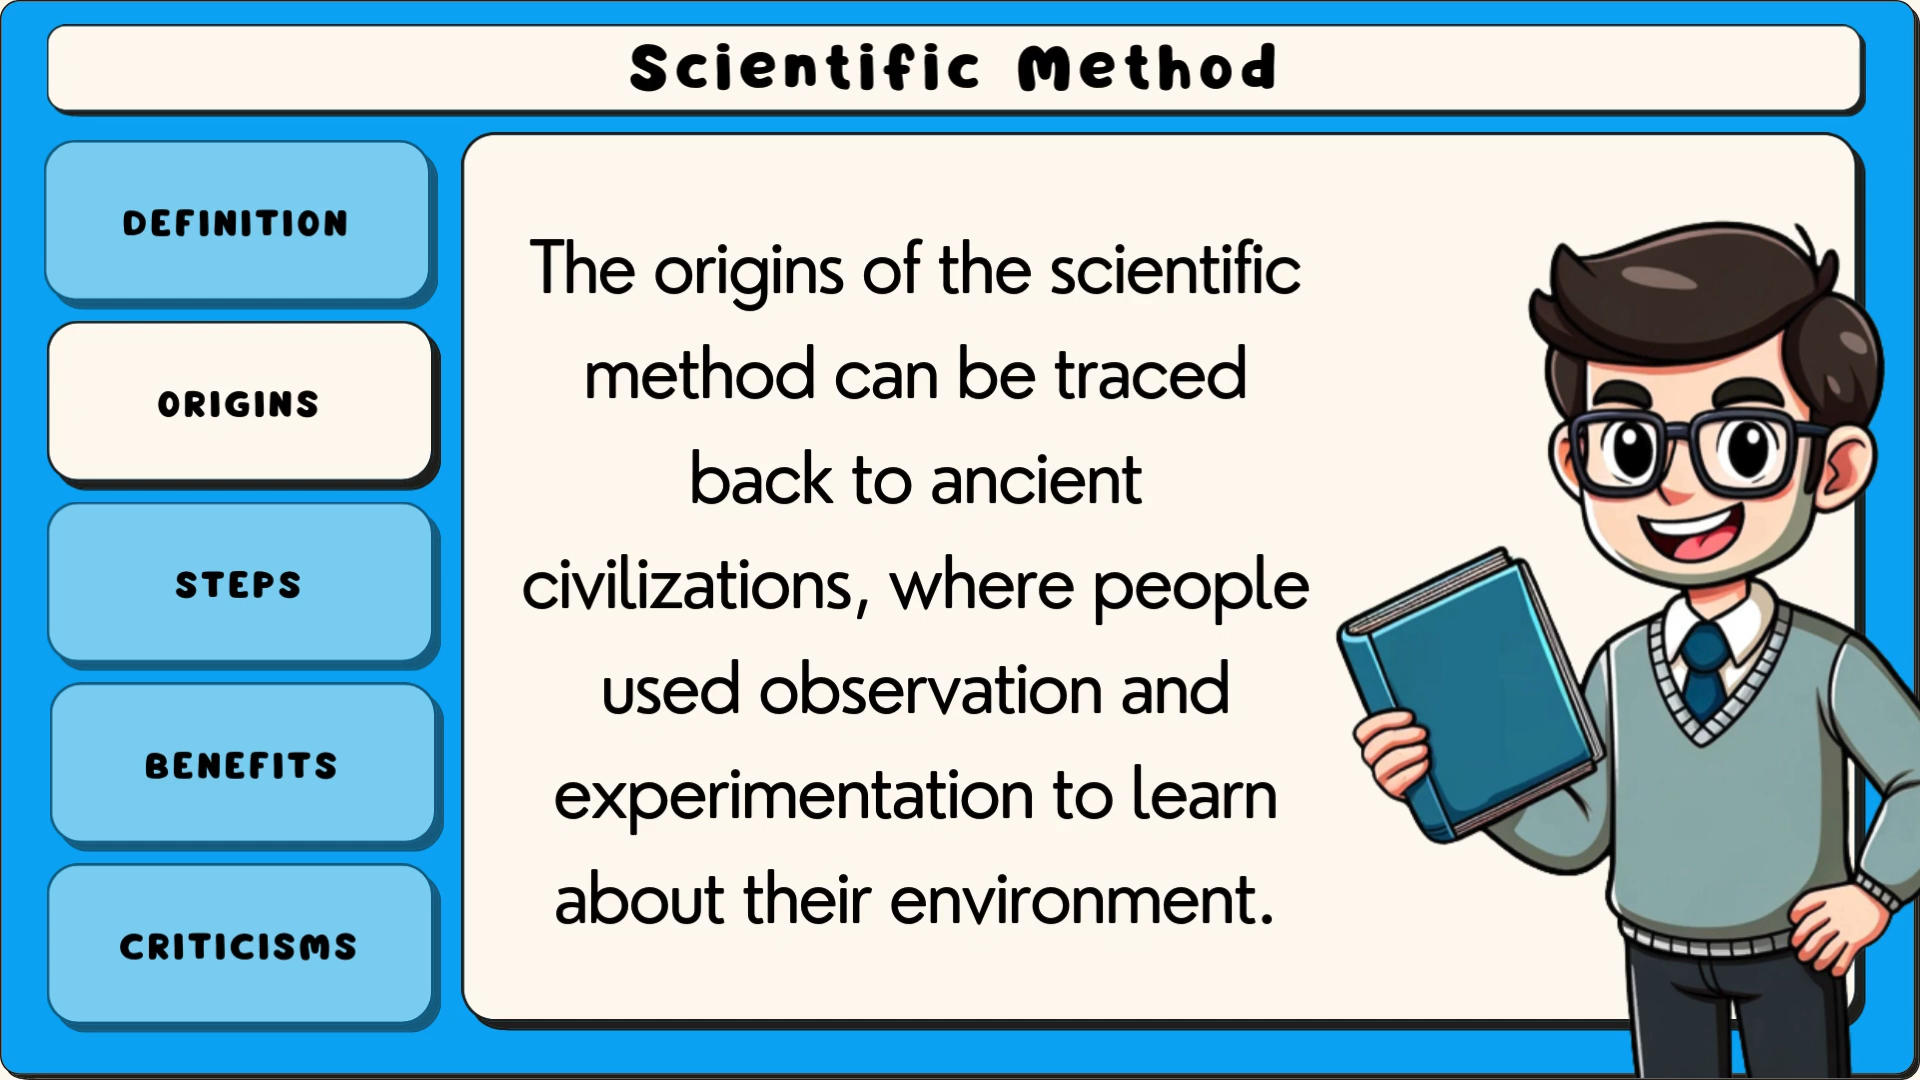 Scientific Method
DEFINITION
ORIGINS
STEPS
BENEFITS
CRITICISMS
The origins of the scientific
method can be traced
back to ancient
civilizations, where people
used observation and
experimentation to learn
about their environment.